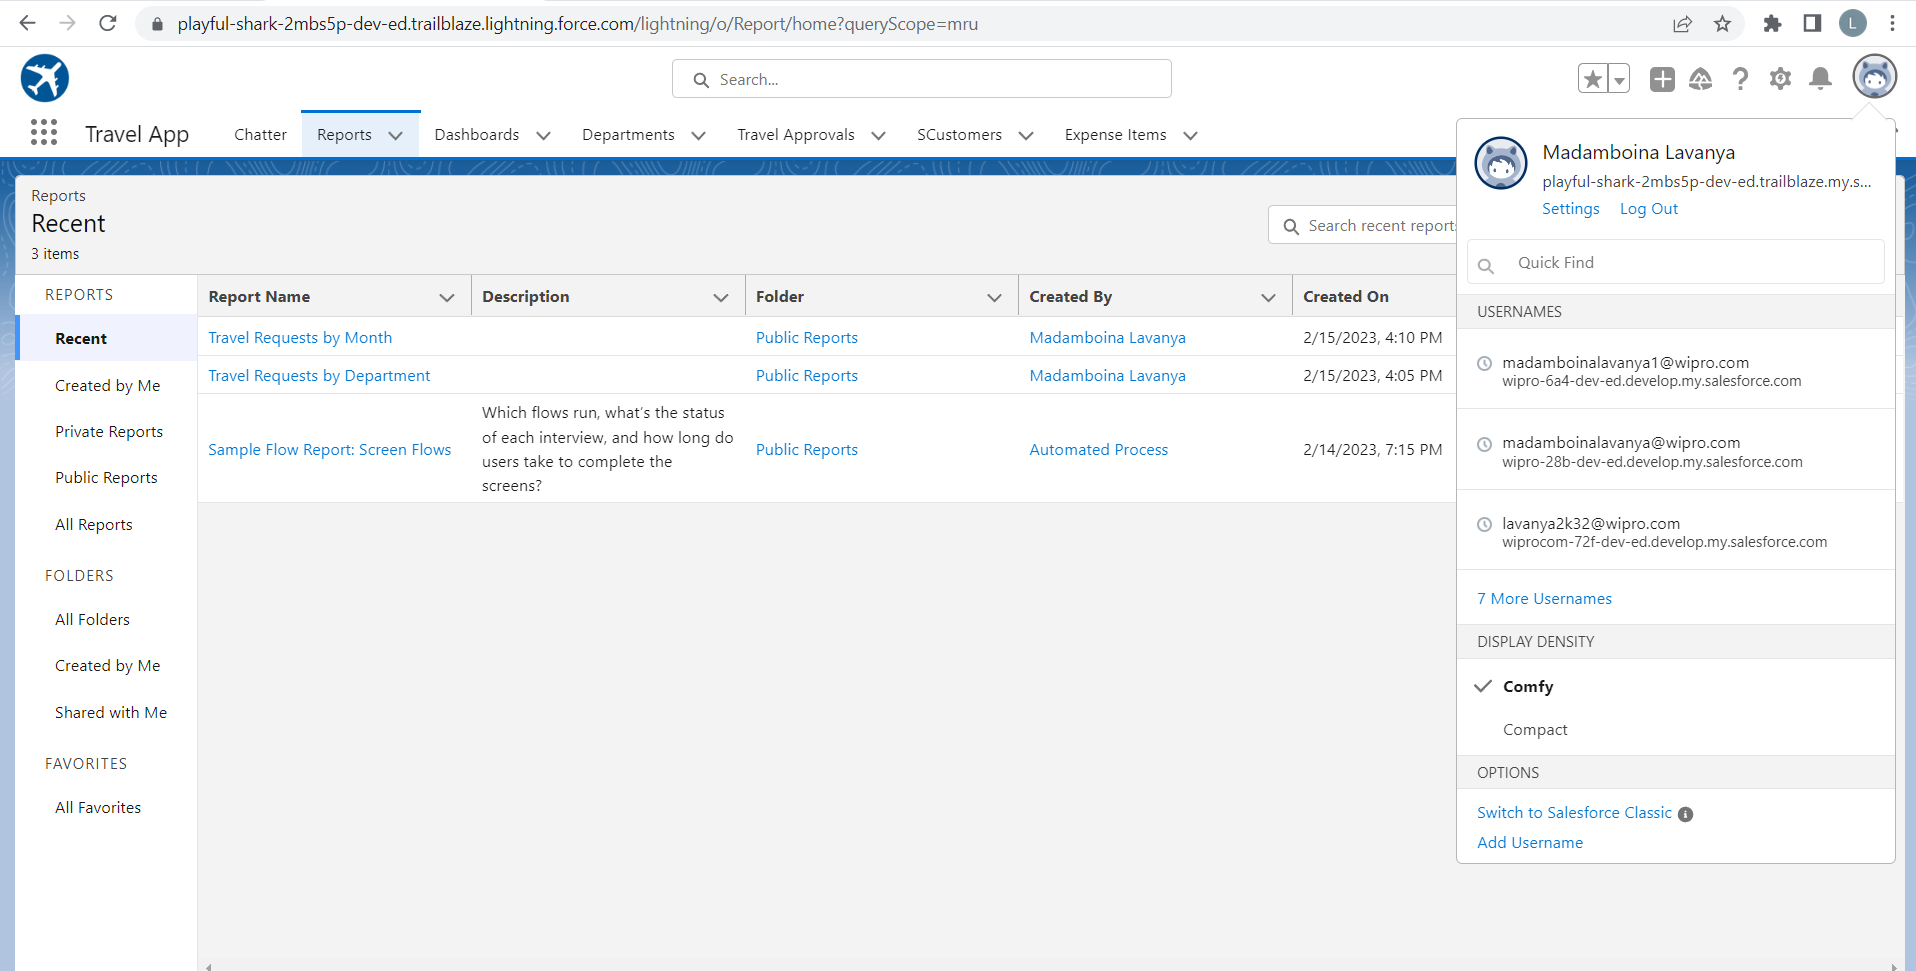 playful-shark-2mbs5p-dev-ed.trailblaze.lightning.force.com/lightning/o/Report/home?queryScope=mru
L
Search...
Travel App
Chatter
Reports
Dashboards
Departments
Travel Approvals
SCustomers
Expense Items
Reports
Recent
3 items
Search recent report
REPORTS
Recent
Created by Me
Private Reports
Public Reports
All Reports
FOLDERS
All Folders
Created by Me
Shared with Me
FAVORITES
All Favorites
Report Name Description Folder Created By Created On
Travel Requests by Month Public Reports Madamboina Lavanya 2/15/2023, 4:10 PM
Travel Requests by Department Public Reports Madamboina Lavanya 2/15/2023, 4:05 PM
Sample Flow Report: Screen Flows
Which flows run, what's the status
of each interview, and how long do
users take to complete the
screens?
Public Reports Automated Process 2/14/2023, 7:15 PM
Madamboina Lavanya
playful-shark-2mbs5p-dev-ed.trailblaze.my.s...
Settings Log Out
Quick Find
USERNAMES
madamboinalavanya1@wipro.com
wipro-6a4-dev-ed.develop.my.salesforce.com
madamboinalavanya@wipro.com
wipro-28b-dev-ed.develop.my.salesforce.com
lavanya2k32@wipro.com
wiprocom-72f-dev-ed.develop.my.salesforce.com
7 More Usernames
DISPLAY DENSITY
Comfy
Compact
OPTIONS
Switch to Salesforce Classic
Add Username